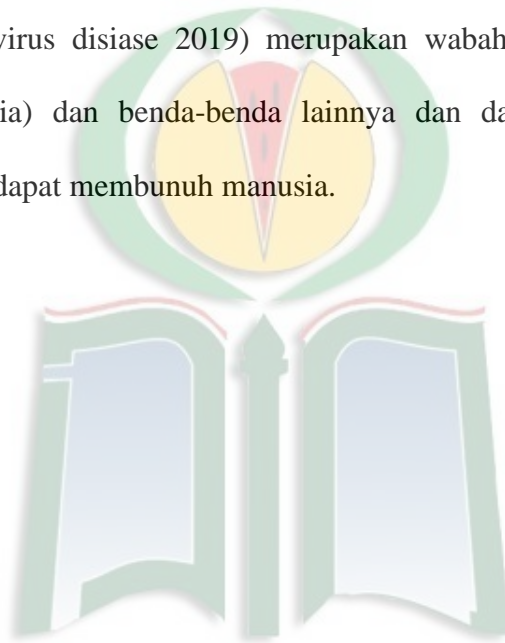 virus disiase 2019) merupakan wabah
ia) dan benda-benda lainnya dan da
dapat membunuh manusia.